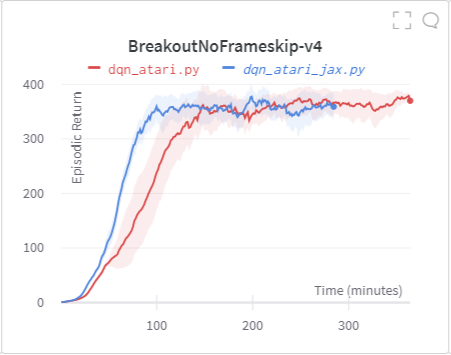 BreakoutNoFrameskip-v4
dqn_atari.py dqn_atari_jax.py
Episodic Return
400
300
200
100
0
Time (minutes)
100 200 300